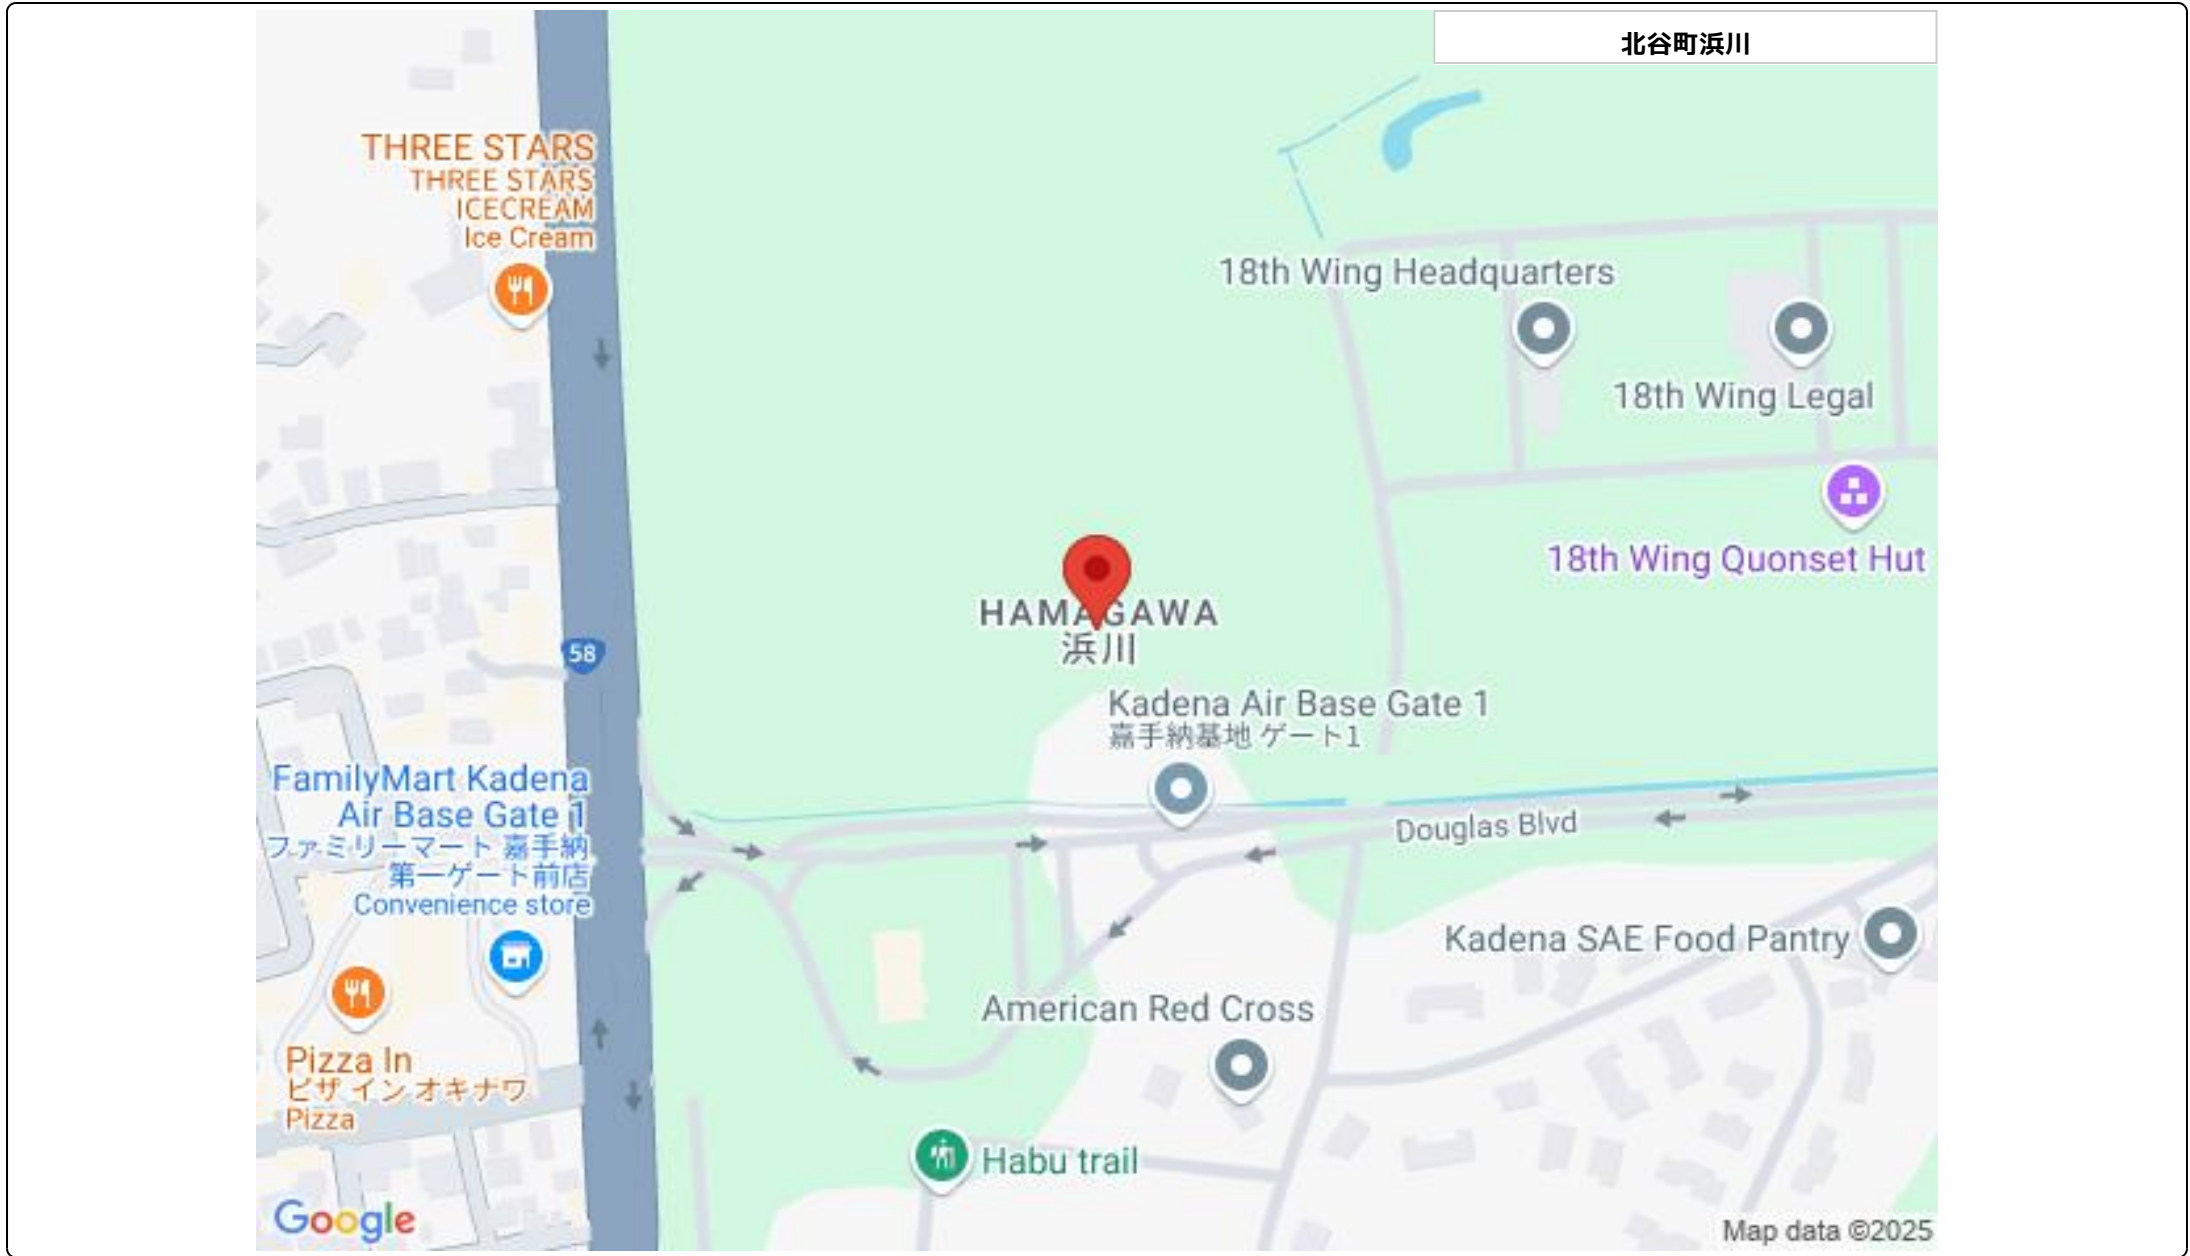 北谷町浜川
THREE STARS
THREE STARS
ICECREAM
Ice Cream
18th Wing Headquarters
18th Wing Legal
18th Wing Quonset Hut
HAMAGAWA
浜川
58
Kadena Air Base Gate 1
嘉手納基地 ゲート1
FamilyMart Kadena
Air Base Gate 1
ファミリーマート 嘉手納
第一ゲート前店
Convenience store
Douglas Blvd
Kadena SAE Food Pantry
American Red Cross
Pizza In
ピザ イン オキナワ
Pizza
Habu trail
Google
Map data ©2025